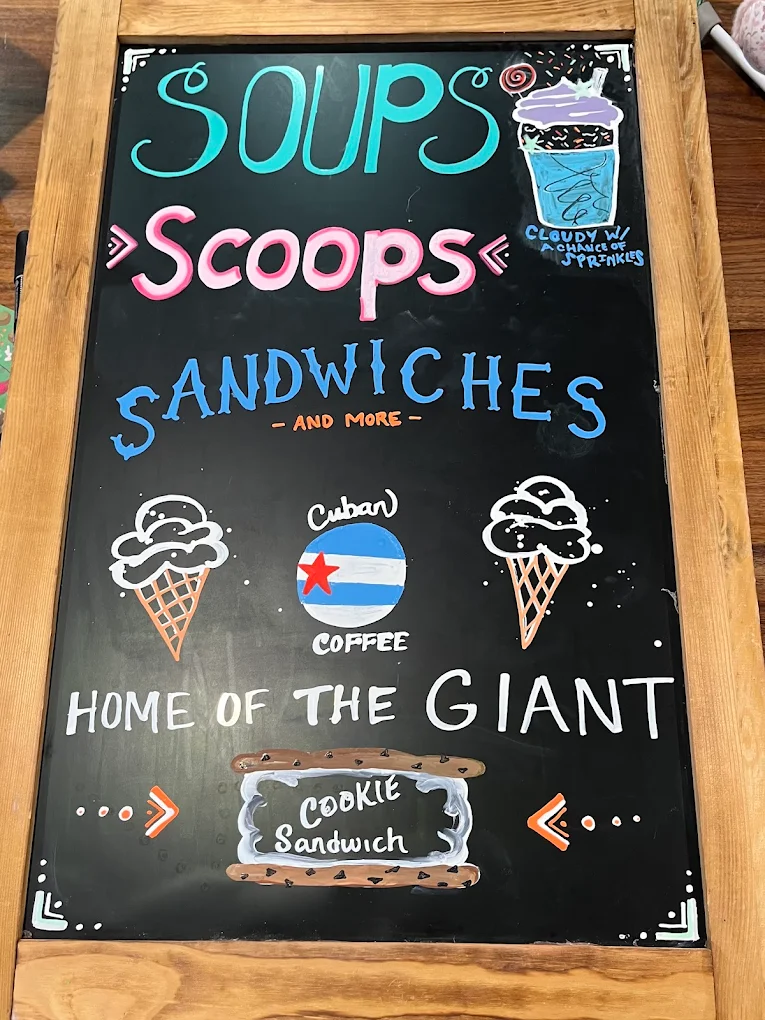 SOUPS
Scoops
CLOUDY W/
A CHANCE OF
SPRINKLES
SANDWICHES
- AND MORE -
Cuban
COFFEE
HOME OF THE GIANT
COOKIE
Sandwich